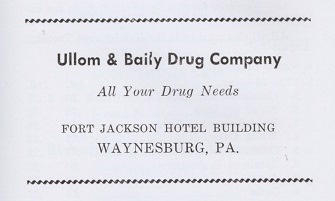 Ullom & Baily Drug Company
All Your Drug Needs
FORT JACKSON HOTEL BUILDING
WAYNESBURG, PA.